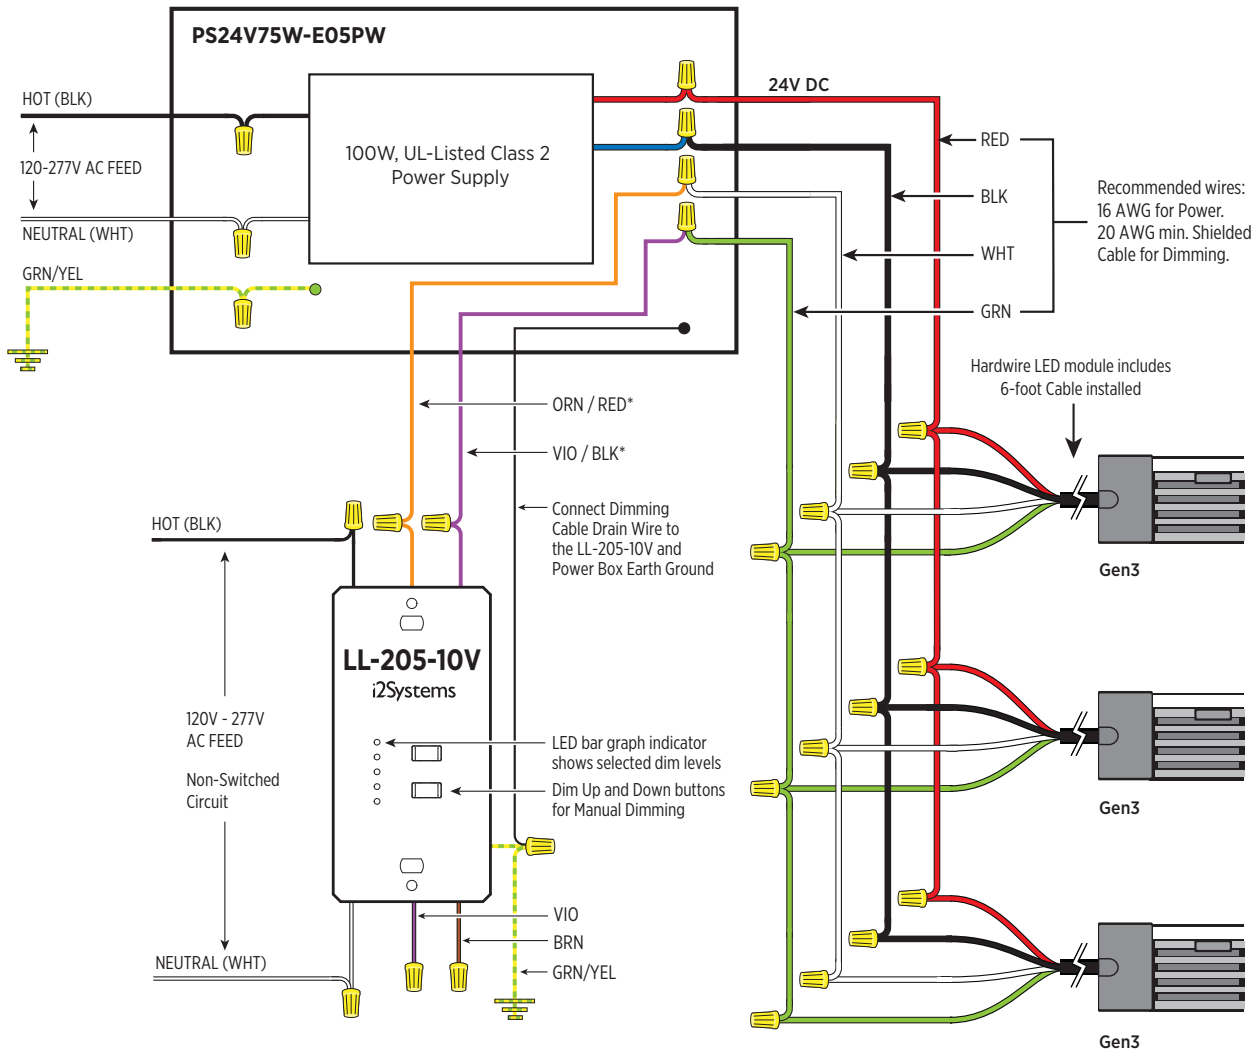 PS24V75W-E05PW
24V DC
HOT (BLK)
120-277V AC FEED
NEUTRAL (WHT)
GRN/YEL
100W, UL-Listed Class 2
Power Supply
RED
BLK
WHT
GRN
Recommended wires:
16 AWG for Power.
20 AWG min. Shielded
Cable for Dimming.
Hardwire LED module includes
6-foot Cable installed
ORN / RED*
VIO / BLK*
Connect Dimming
Cable Drain Wire to
the LL-205-10V and
Power Box Earth Ground
Gen3
HOT (BLK)
120V - 277V
AC FEED
Non-Switched
Circuit
NEUTRAL (WHT)
LL-205-10V
i2Systems
LED bar graph indicator
shows selected dim levels
Dim Up and Down buttons
for Manual Dimming
Gen3
VIO
BRN
GRN/YEL
Gen3